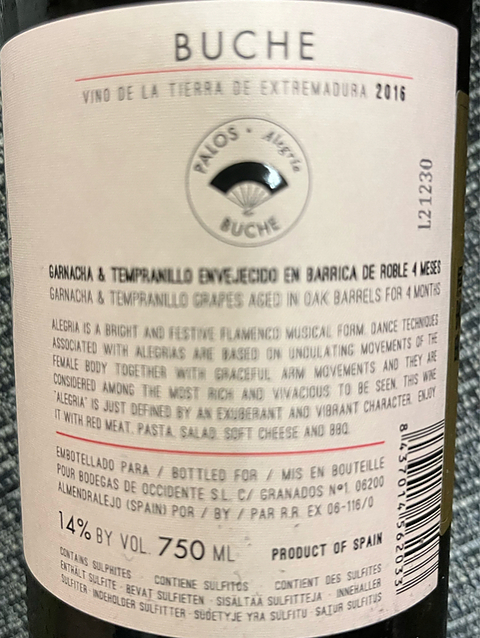 BUCHE
VINO DE LA TIERRA DE EXTREMADURA 2016
PALOS · Alegría
BUCHE
L21230
GARNACHA & TEMPRANILLO ENVEJECIDO EN BARRICA DE ROBLE 4 MESES
GARNACHA & TEMPRANILLO GRAPES AGED IN OAK BARRELS FOR 4 MONTHS
ALEGRIA IS A BRIGHT AND FESTIVE FLAMENCO MUSICAL FORM. DANCE TECHNIQUES
ASSOCIATED WITH ALEGRIAS ARE BASED ON UNDULATING MOVEMENTS OF THE
FEMALE BODY TOGETHER WITH GRACEFUL ARM MOVEMENTS AND THEY ARE
CONSIDERED AMONG THE MOST RICH AND VIVACIOUS TO BE SEEN. THIS WINE
"ALEGRIA" IS JUST DEFINED BY AN EXUBERANT AND VIBRANT CHARACTER. ENJOY
IT WITH RED MEAT, PASTA, SALAD, SOFT CHEESE AND BBQ.
EMBOTELLADO PARA / BOTTLED FOR / MIS EN BOUTEILLE
POUR BODEGAS DE OCCIDENTE S.L. C/ GRANADOS Nº1. 06200
ALMENDRALEJO (SPAIN) POR / BY / PAR R.R. EX 06-116/0
14% BY VOL. 750 ML PRODUCT OF SPAIN
CONTAINS SULPHITES · CONTIENE SULFITOS · CONTIENT DES SULFITES
ENTHÄLT SULFITE · BEVAT SULFIETEN · SISÄLTÄÄ SULFITTEJA · INNEHALLER
SULFITER · INDEHOLDER SULFITTER · SUDETYJE YRA SULFITU · SATUR SULFITUS
8437014562033